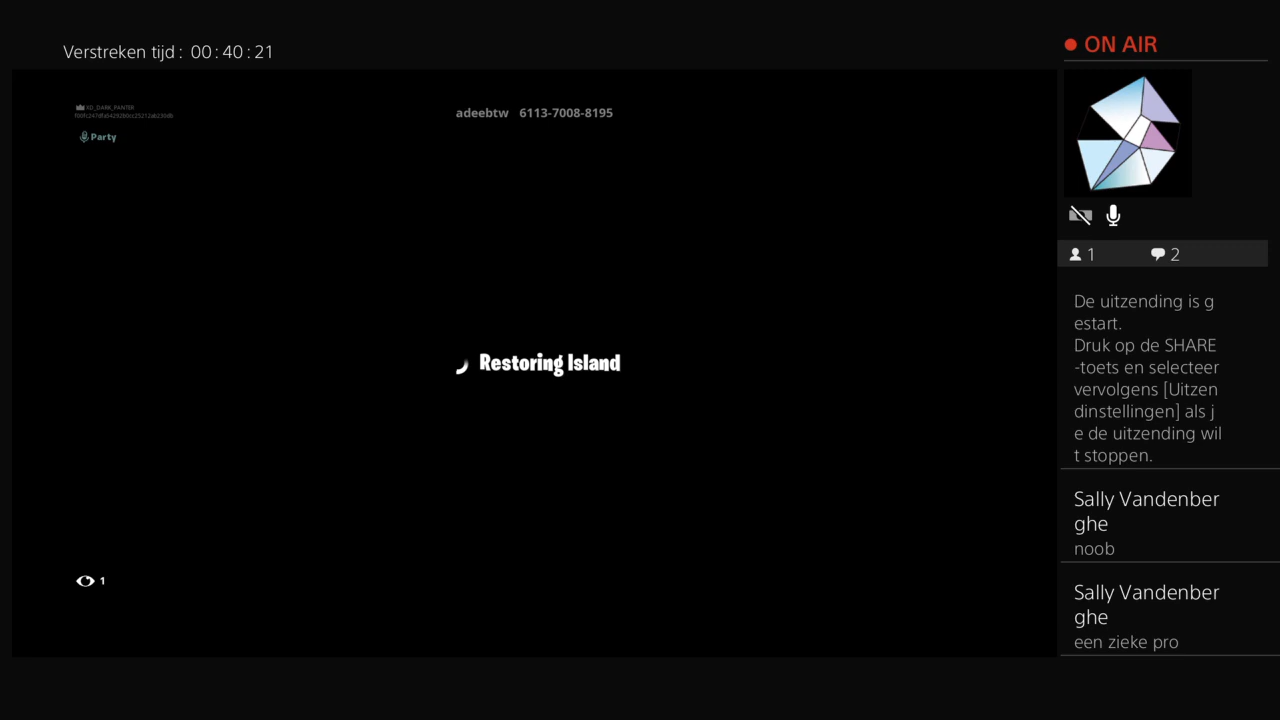 Verstreken tijd : 00 : 40 : 21
ON AIR
XD_DARK_PANTER
adeebtw 6113-7008-8195
Party
1 2
De uitzending is g
estart.
Druk op de SHARE
-toets en selecteer
vervolgens [Uitzen
dinstellingen] als j
e de uitzending wil
t stoppen.
Restoring Island
Sally Vandenber
ghe
noob
1
Sally Vandenber
ghe
een zieke pro